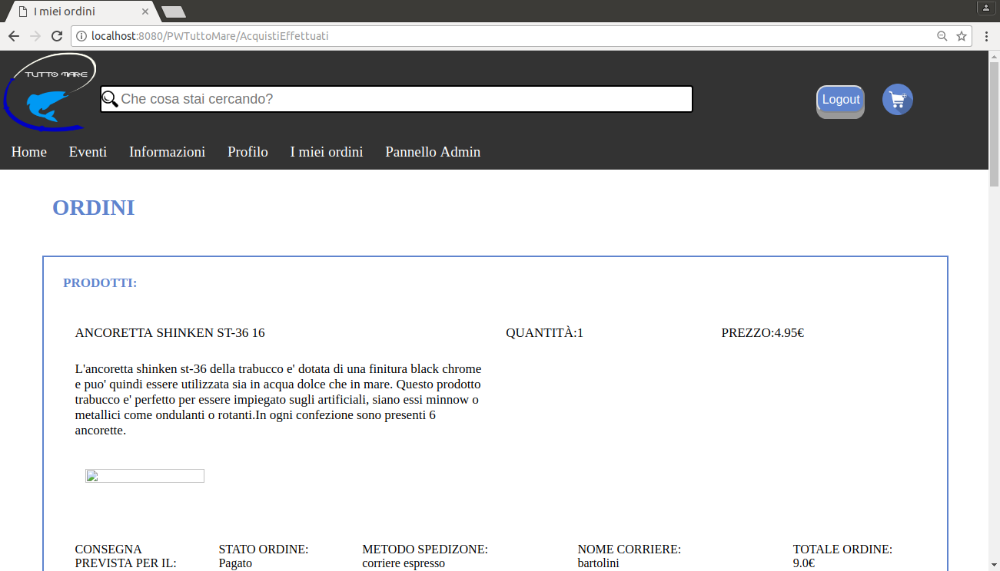 I miei ordini
localhost:8080/PWTuttoMare/AcquistiEffettuati
TUTTO MARE
Che cosa stai cercando?
Logout
Home Eventi Informazioni Profilo I miei ordini Pannello Admin
ORDINI
PRODOTTI:
ANCORETTA SHINKEN ST-36 16 QUANTITÀ:1 PREZZO:4.95€
L'ancoretta shinken st-36 della trabucco e' dotata di una finitura black chrome
e puo' quindi essere utilizzata sia in acqua dolce che in mare. Questo prodotto
trabucco e' perfetto per essere impiegato sugli artificiali, siano essi minnow o
metallici come ondulanti o rotanti.In ogni confezione sono presenti 6
ancorette.
CONSEGNA STATO ORDINE: METODO SPEDIZONE: NOME CORRIERE: TOTALE ORDINE:
PREVISTA PER IL: Pagato corriere espresso bartolini 9.0€